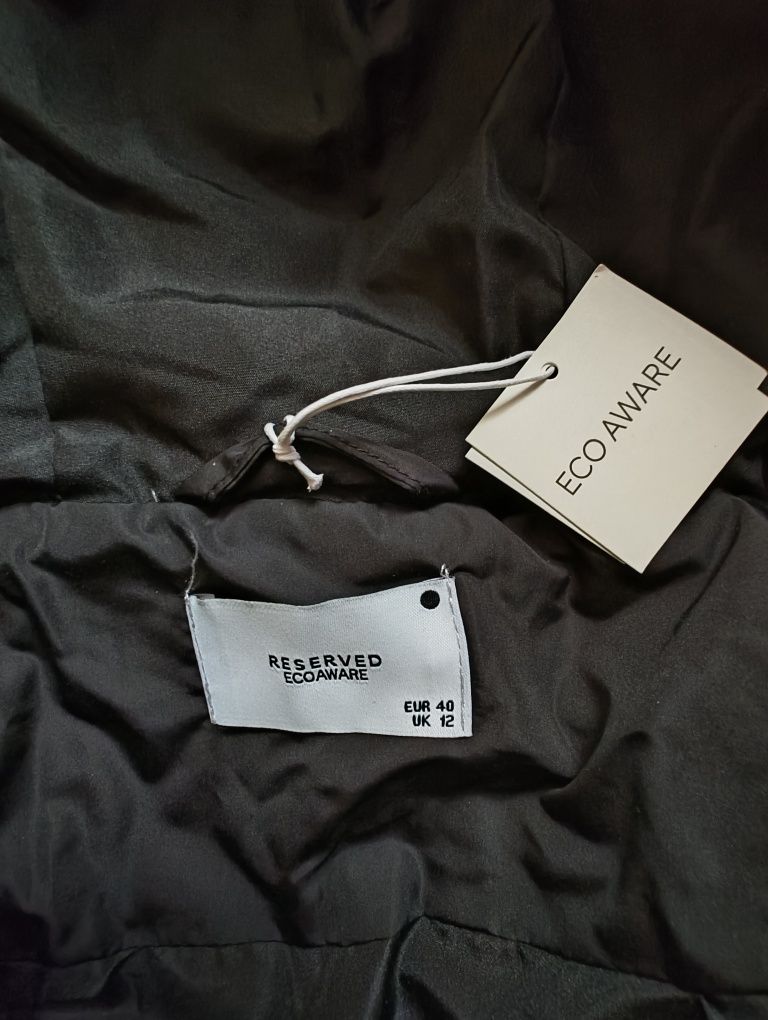 ECO AWARE
RESERVED
ECOAWARE
EUR 40
UK 12